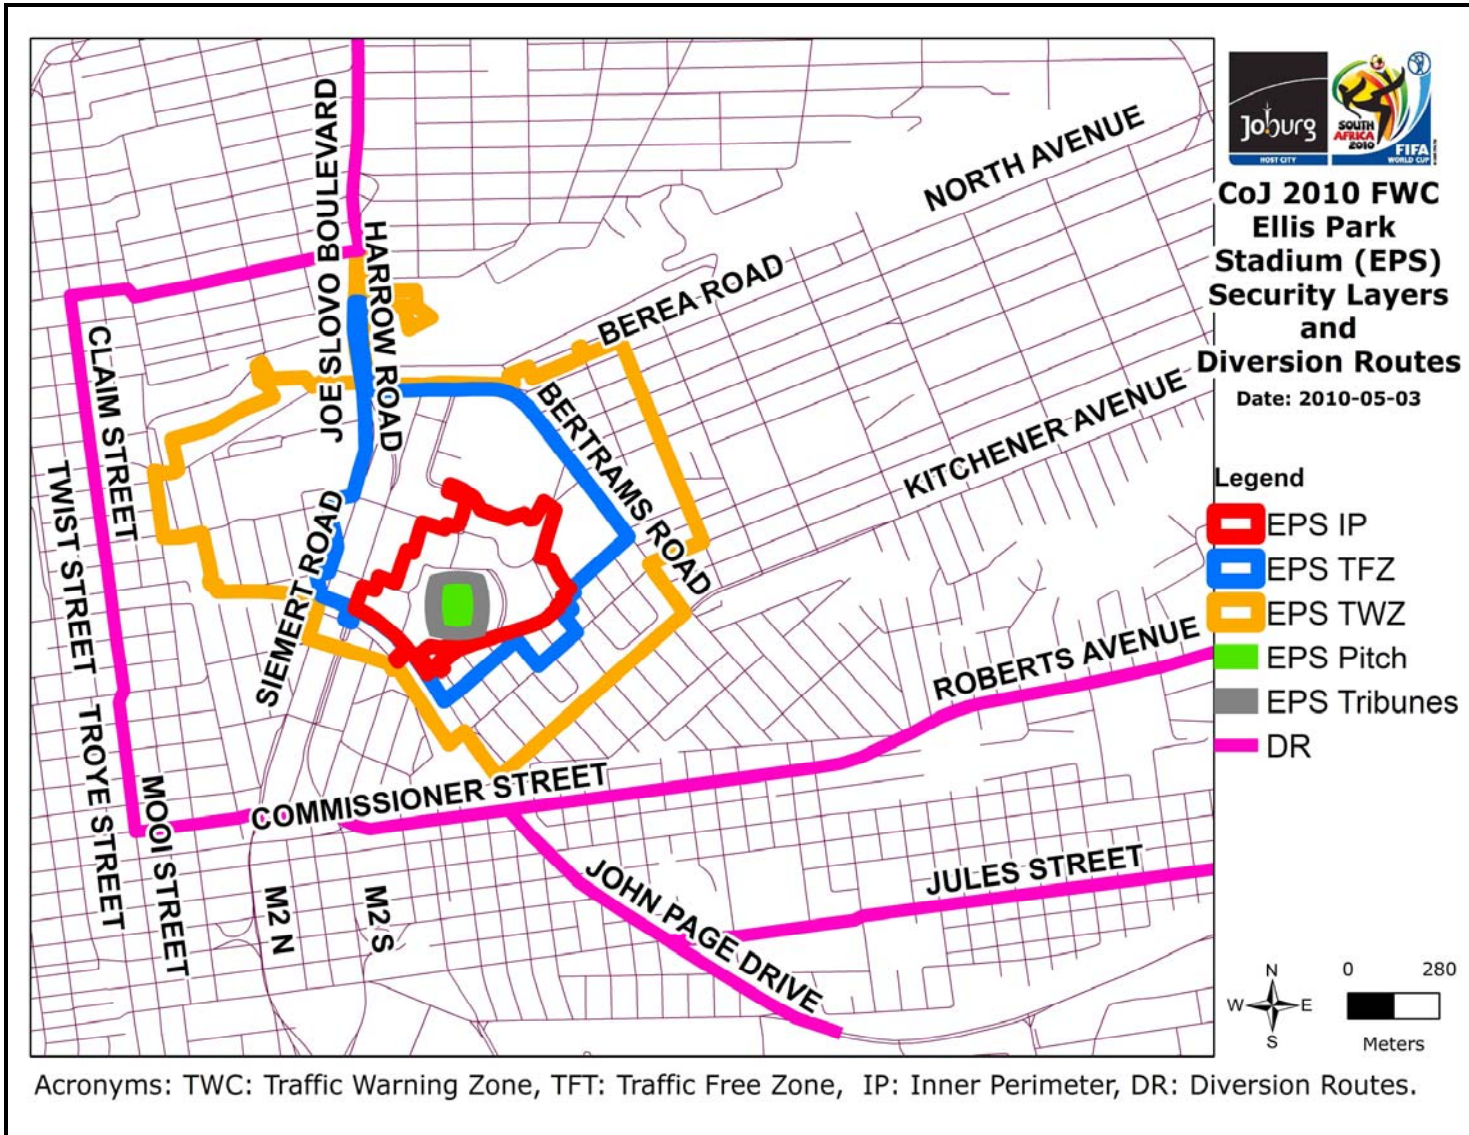 JOE SLOVO BOULEVARD
HARROW ROAD
NORTH AVENUE
BEREA ROAD
CLAIM STREET
BERTRAMS ROAD
KITCHENER AVENUE
TWIST STREET
SIEMERT ROAD
ROBERTS AVENUE
TROYE STREET
MOOI STREET
COMMISSIONER STREET
JULES STREET
JOHN PAGE DRIVE
M2 N
M2 S
Joburg
HOST CITY
SOUTH
AFRICA
2010
FIFA
WORLD CUP
CoJ 2010 FWC
Ellis Park
Stadium (EPS)
Security Layers
and
Diversion Routes
Date: 2010-05-03
Legend
EPS IP
EPS TFZ
EPS TWZ
EPS Pitch
EPS Tribunes
DR
N
W E
S
0 280
Meters
Acronyms: TWC: Traffic Warning Zone, TFT: Traffic Free Zone, IP: Inner Perimeter, DR: Diversion Routes.